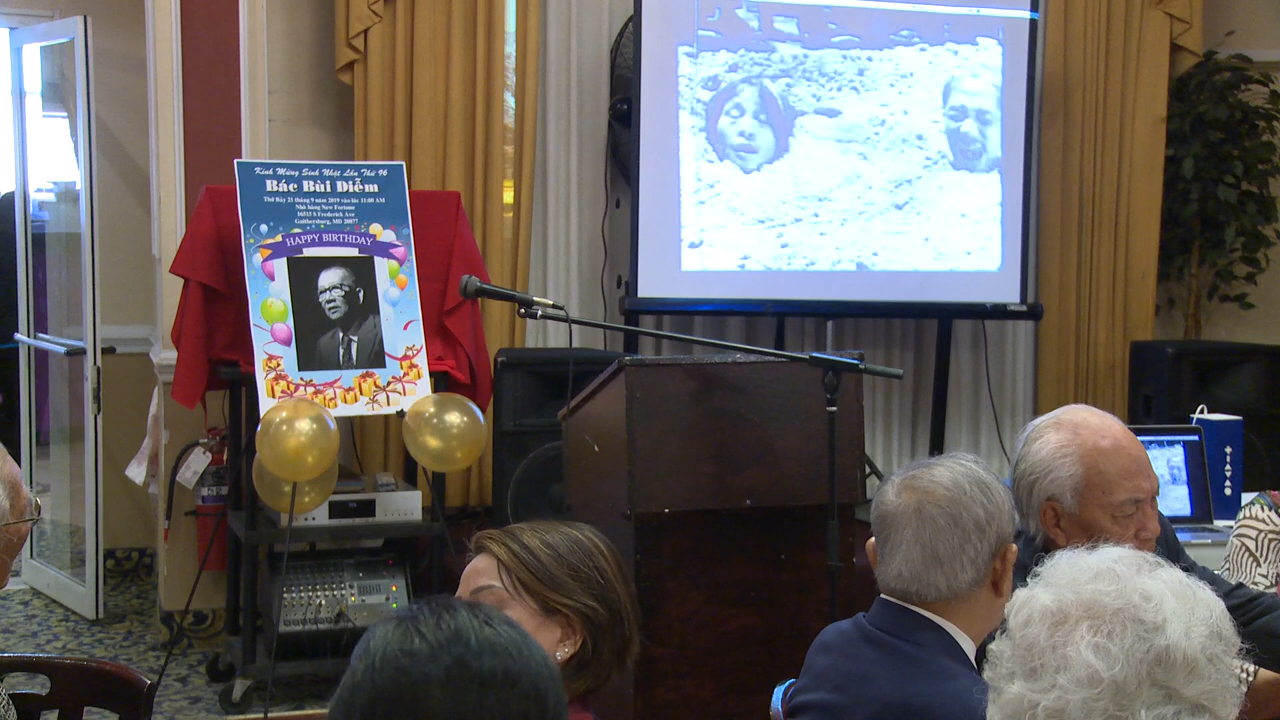 Kính Mừng Sinh Nhật Lần Thứ 96
Bác Bùi Diễm
Thứ Bảy 21 tháng 9 năm 2019 vào lúc 11:00 AM
Nhà hàng New Fortune
16515 S Frederick Ave
Gaithersburg, MD 20877
HAPPY BIRTHDAY